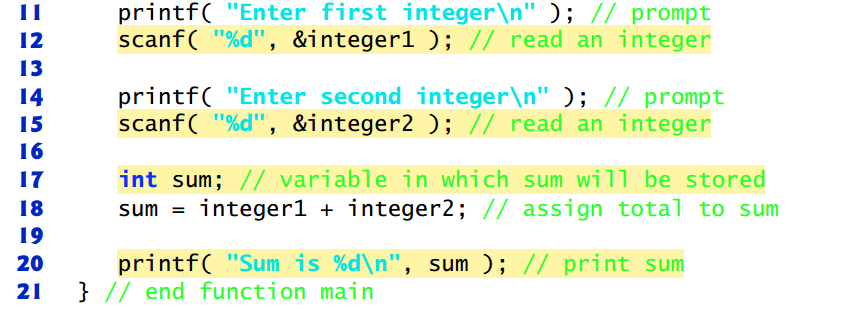 11 printf( "Enter first integer\n" ); // prompt
12 scanf( "%d", &integer1 ); // read an integer
13
14 printf( "Enter second integer\n" ); // prompt
15 scanf( "%d", &integer2 ); // read an integer
16
17 int sum; // variable in which sum will be stored
18 sum = integer1 + integer2; // assign total to sum
19
20 printf( "Sum is %d\n", sum ); // print sum
21 } // end function main